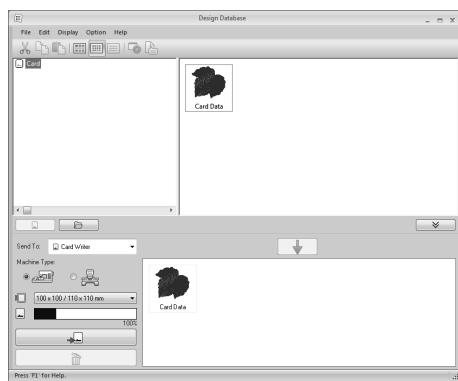 Design Database
File Edit Display Option Help
Card
Card Data
Send To: Card Writer
Machine Type:
100 x 100 / 110 x 110 mm
100%
Card Data
Press 'F1' for Help.